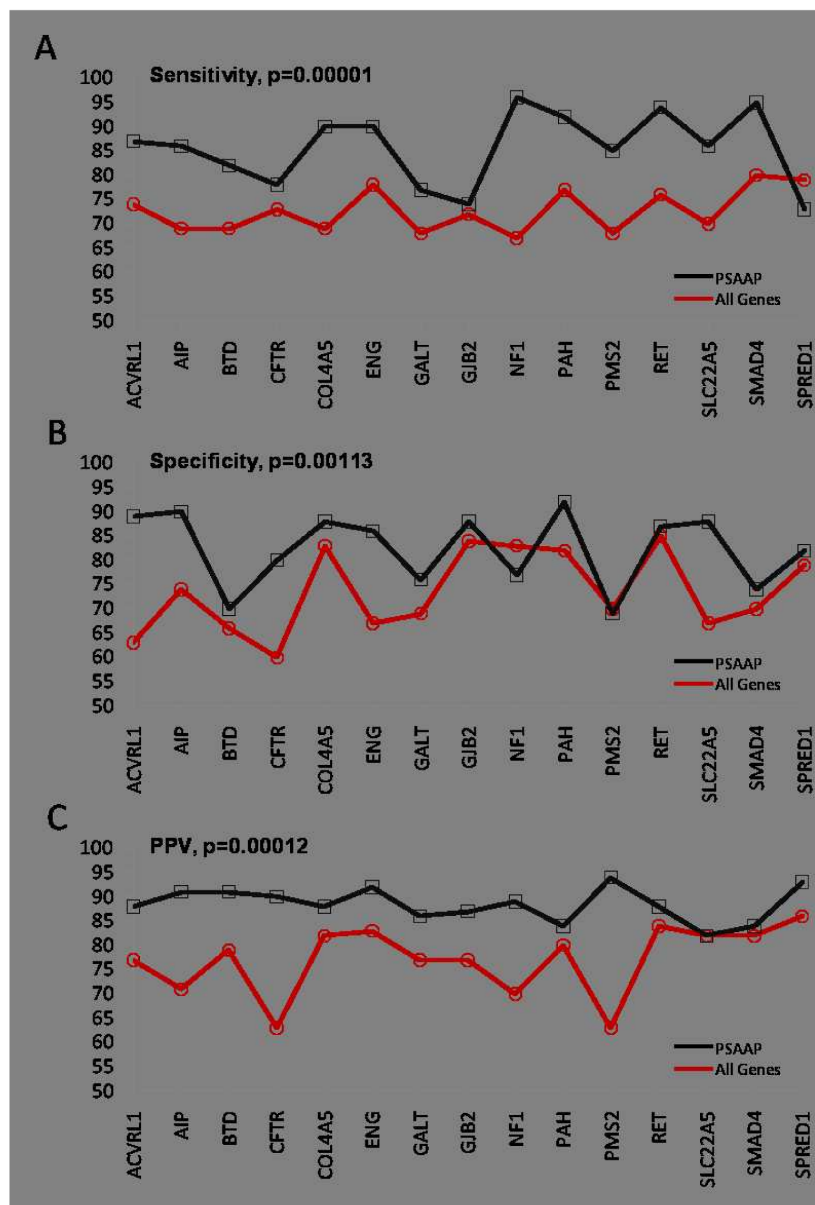 A
Sensitivity, p=0.00001
100
95
90
85
80
75
70
65
60
55
50
PSAAP
All Genes
ACVRL1
AIP
BTD
CFTR
COL4A5
ENG
GALT
GJB2
NF1
PAH
PMS2
RET
SLC22A5
SMAD4
SPRED1
B
Specificity, p=0.00113
100
95
90
85
80
75
70
65
60
55
50
PSAAP
All Genes
ACVRL1
AIP
BTD
CFTR
COL4A5
ENG
GALT
GJB2
NF1
PAH
PMS2
RET
SLC22A5
SMAD4
SPRED1
C
PPV, p=0.00012
100
95
90
85
80
75
70
65
60
55
50
PSAAP
All Genes
ACVRL1
AIP
BTD
CFTR
COL4A5
ENG
GALT
GJB2
NF1
PAH
PMS2
RET
SLC22A5
SMAD4
SPRED1